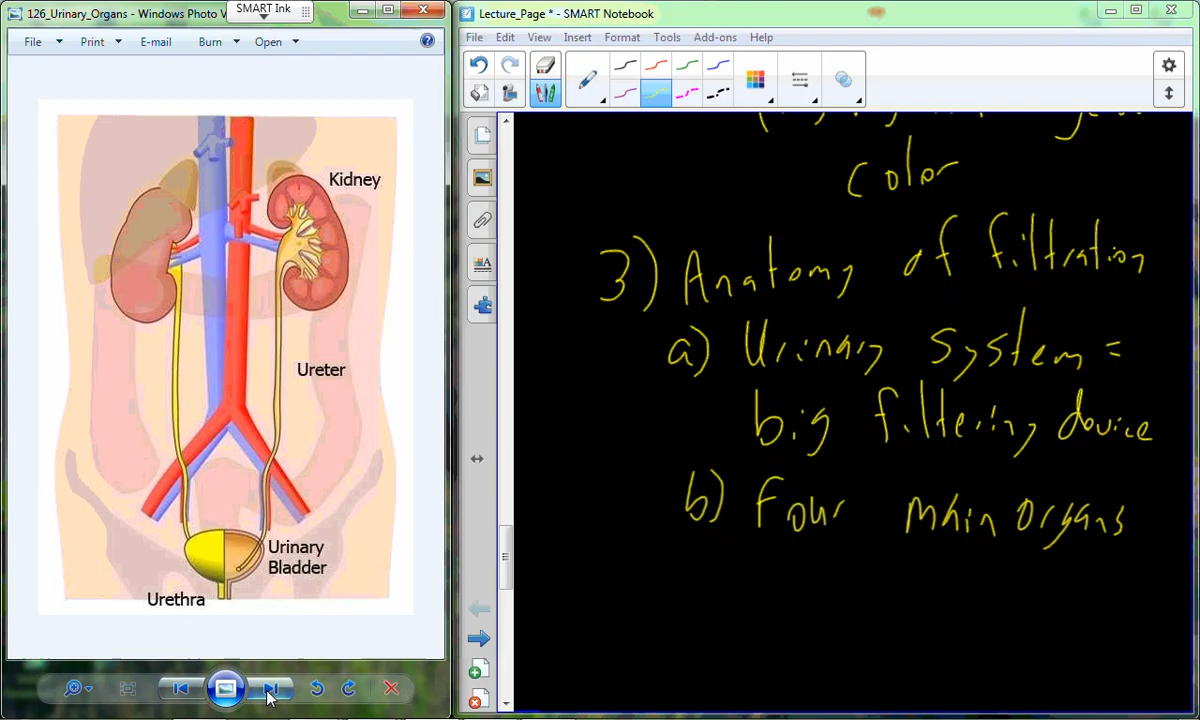 126_Urinary_Organs - Windows Photo V
SMART Ink
File Print E-mail Burn Open
Kidney
Ureter
Urinary
Bladder
Urethra
Lecture_Page * - SMART Notebook
File Edit View Insert Format Tools Add-ons Help
color
3) Anatomy of filtration
a) Urinary system =
big filtering device
b) Four main organs